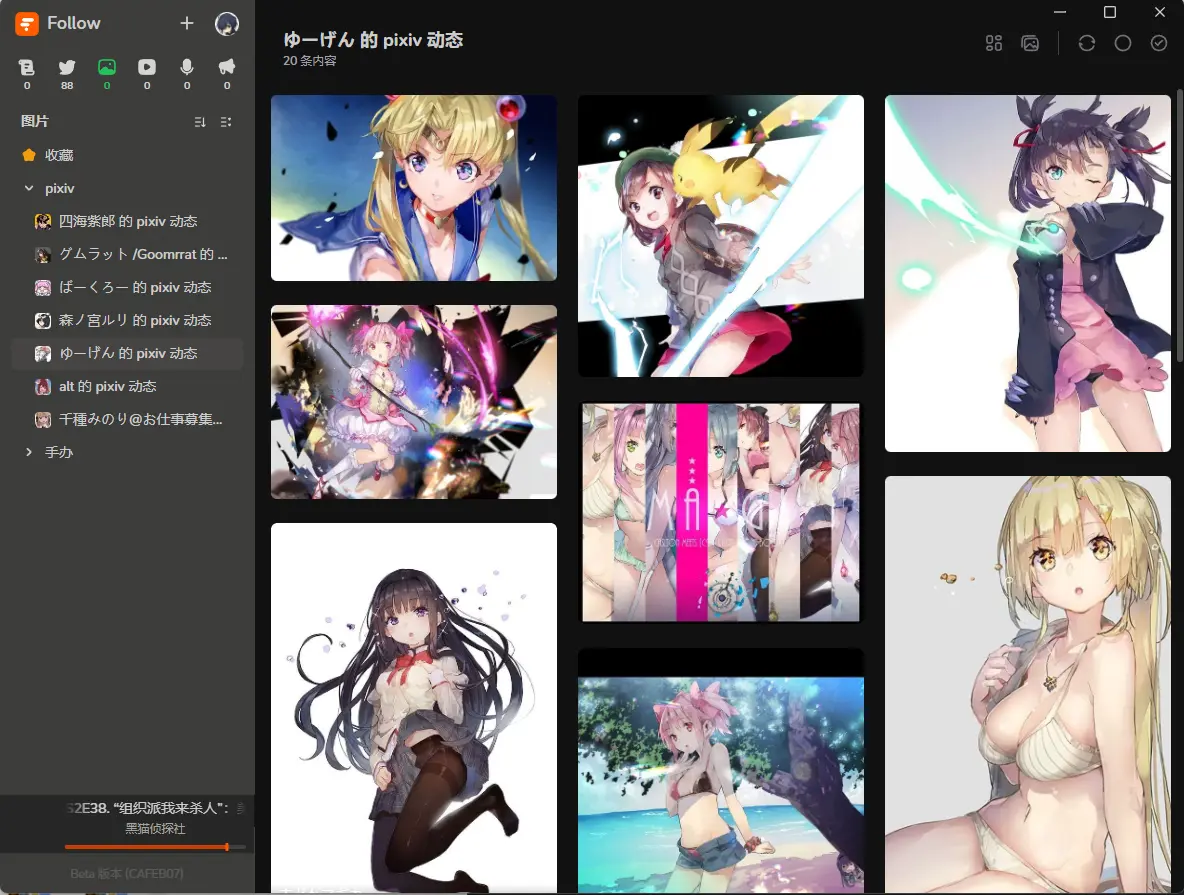 Follow
0
88
0
0
0
0
图片
收藏
pixiv
四海紫郎 的 pixiv 动态
グムラット /Goomrrat 的 ...
ばーくろー 的 pixiv 动态
森ノ宮ルリ 的 pixiv 动态
ゆーげん 的 pixiv 动态
alt 的 pixiv 动态
千種みのり@お仕事募集...
手办
S2E38. “组织派我来杀人”：
黑猫侦探社
Beta 版本 (CAFEB07)
ゆーげん 的 pixiv 动态
20 条内容